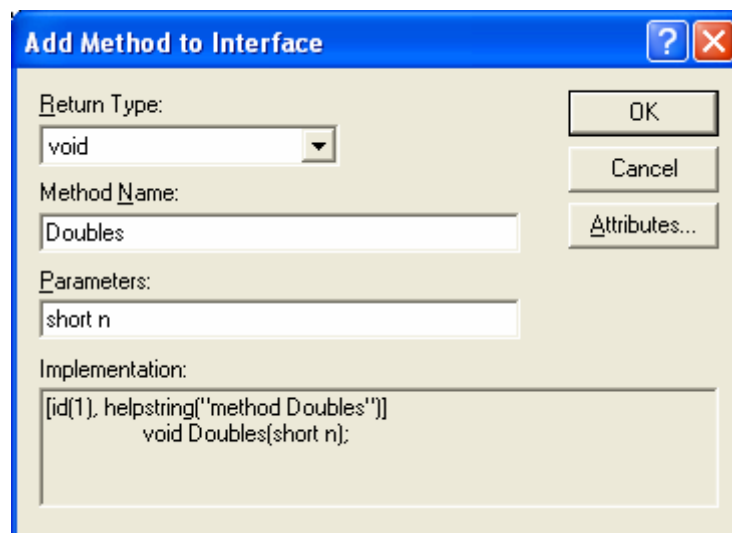 Add Method to Interface
Return Type:
void
OK
Cancel
Method Name:
Doubles
Attributes...
Parameters:
short n
Implementation:
[id(1), helpstring("method Doubles")]
void Doubles(short n);